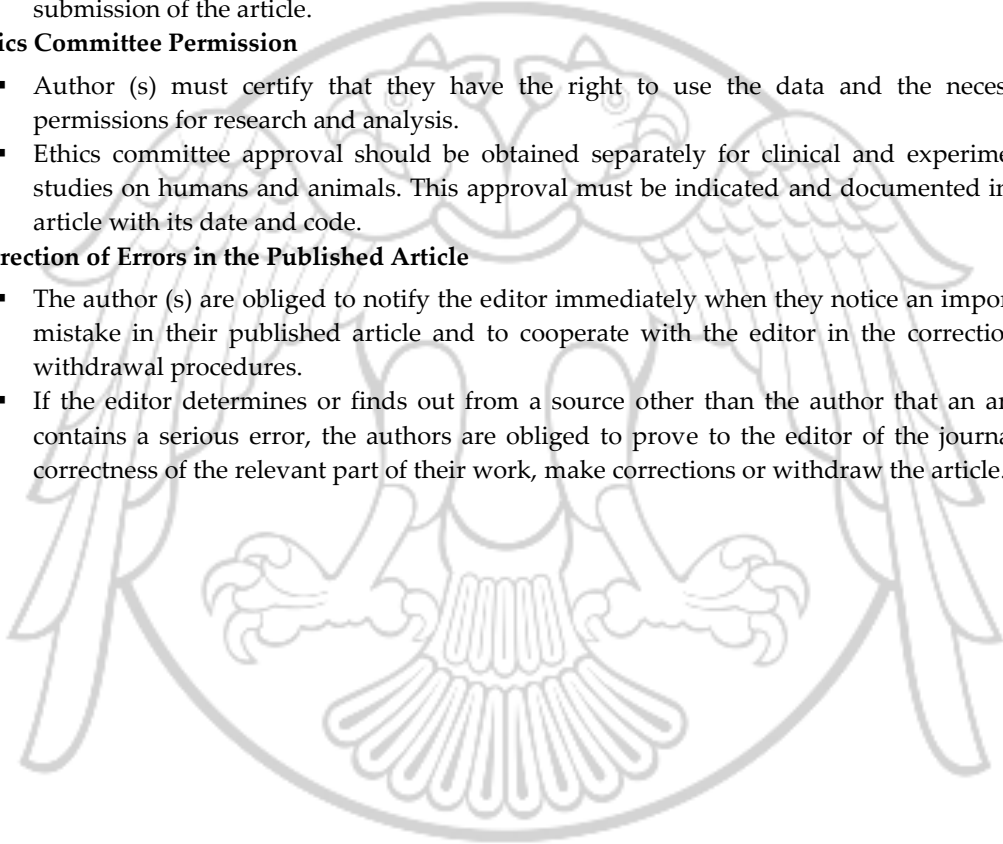 submission of the article.
ics Committee Permission
▪ Author (s) must certify that they have the right to use the data and the neces
permissions for research and analysis.
▪ Ethics committee approval should be obtained separately for clinical and experime
studies on humans and animals. This approval must be indicated and documented in
article with its date and code.
rection of Errors in the Published Article
▪ The author (s) are obliged to notify the editor immediately when they notice an impor
mistake in their published article and to cooperate with the editor in the correctio
withdrawal procedures.
▪ If the editor determines or finds out from a source other than the author that an ar
contains a serious error, the authors are obliged to prove to the editor of the journa
correctness of the relevant part of their work, make corrections or withdraw the article.